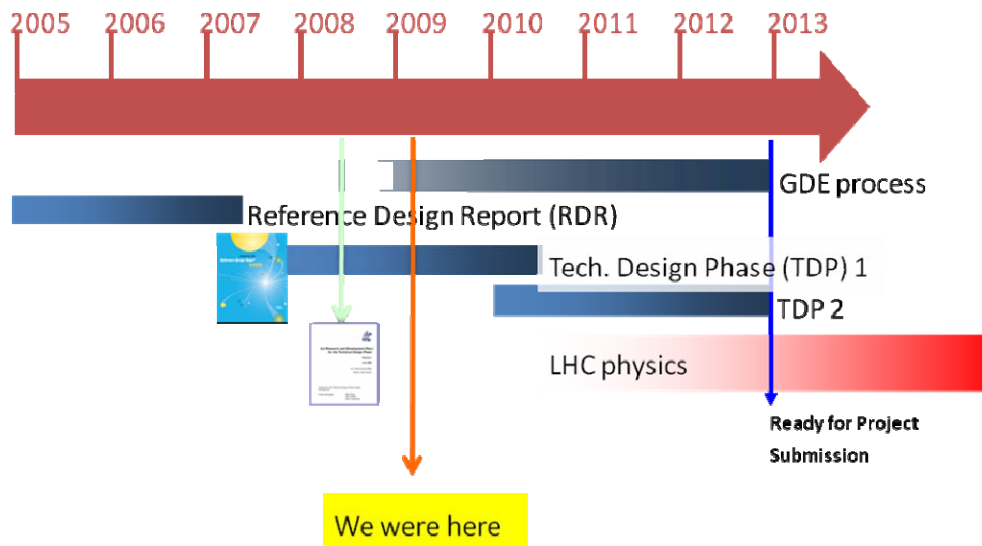 2005 2006 2007 2008 2009 2010 2011 2012 2013
GDE process
Reference Design Report (RDR)
Tech. Design Phase (TDP) 1
TDP 2
LHC physics
Ready for Project
Submission
We were here